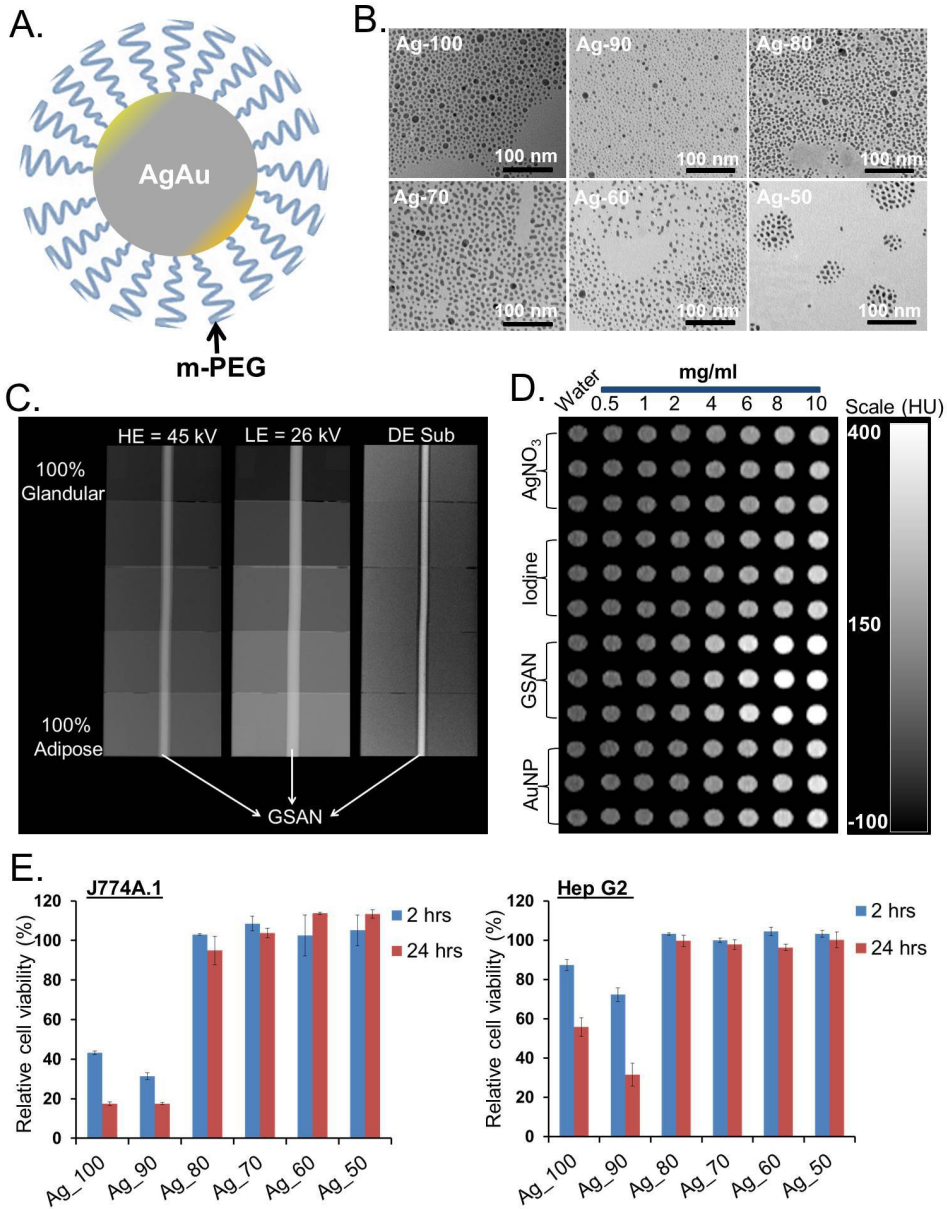 A.
AgAu
m-PEG
B.
Ag-100
Ag-90
Ag-80
100 nm
100 nm
100 nm
Ag-70
Ag-60
Ag-50
100 nm
100 nm
100 nm
C.
HE = 45 kV
LE = 26 kV
DE Sub
100%
Glandular
100%
Adipose
GSAN
D.
mg/ml
Water
0.5
1
2
4
6
8
10
Scale (HU)
400
150
-100
AgNO₃
Iodine
GSAN
AuNP
E.
J774A.1
Relative cell viability (%)
120
100
80
60
40
20
0
2 hrs
24 hrs
Ag_100
Ag_90
Ag_80
Ag_70
Ag_60
Ag_50
Hep G2
Relative cell viability (%)
120
100
80
60
40
20
0
2 hrs
24 hrs
Ag_100
Ag_90
Ag_80
Ag_70
Ag_60
Ag_50